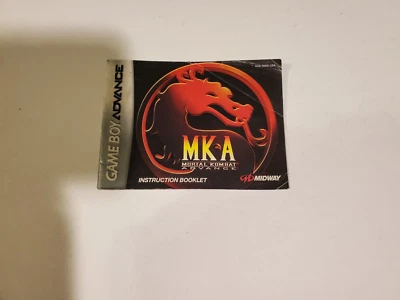 GAME BOY ADVANCE
MK·A
MORTAL KOMBAT
ADVANCE
INSTRUCTION BOOKLET
MIDWAY